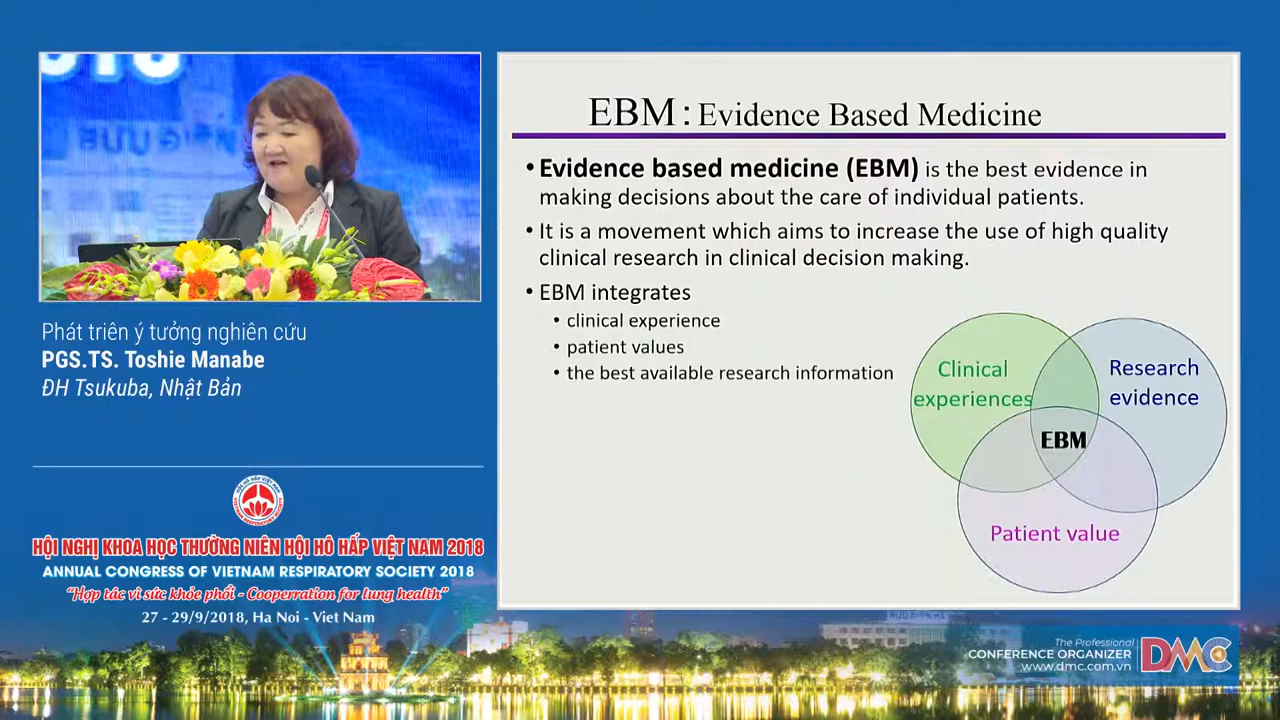 EBM : Evidence Based Medicine
• Evidence based medicine (EBM) is the best evidence in
making decisions about the care of individual patients.
• It is a movement which aims to increase the use of high quality
clinical research in clinical decision making.
• EBM integrates
• clinical experience
• patient values
• the best available research information
Clinical
experiences
Research
evidence
EBM
Patient value
Phát triên ý tưởng nghiên cứu
PGS.TS. Toshie Manabe
ĐH Tsukuba, Nhật Bản
HỘI NGHỊ KHOA HỌC THƯỜNG NIÊN HỘI HÔ HẤP VIỆT NAM 2018
ANNUAL CONGRESS OF VIETNAM RESPIRATORY SOCIETY 2018
"Hợp tác vì sức khỏe phổi - Cooperration for lung health"
27 - 29/9/2018, Ha Noi - Viet Nam
The Professional
CONFERENCE ORGANIZER
www.dmc.com.vn
DMC